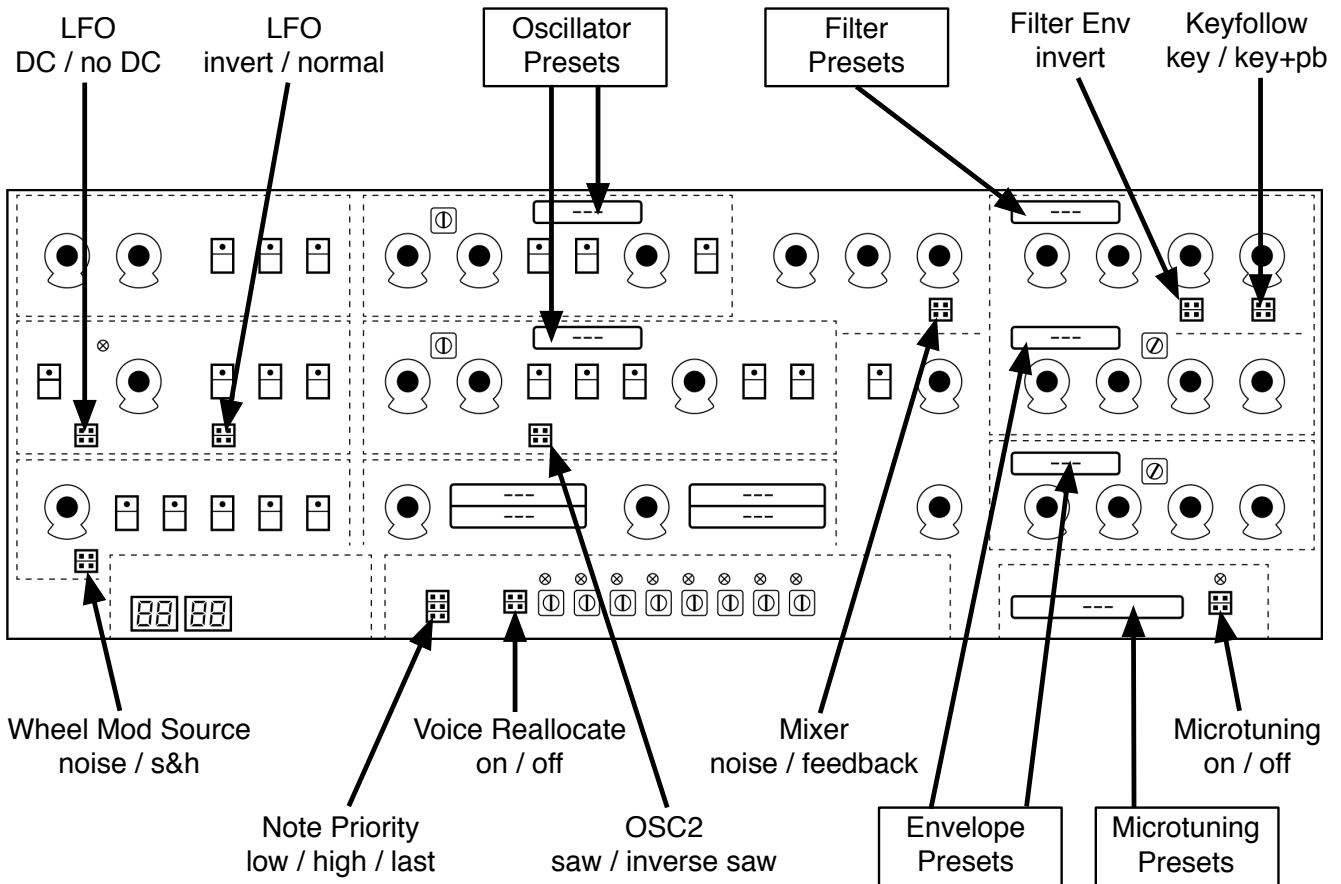 LFO
DC / no DC
LFO
invert / normal
Oscillator
Presets
Filter
Presets
Filter Env
invert
Keyfollow
key / key+pb
---
---
---
---
---
---
---
---
---
---
88 88
---
Wheel Mod Source
noise / s&h
Voice Reallocate
on / off
Mixer
noise / feedback
Microtuning
on / off
Note Priority
low / high / last
OSC2
saw / inverse saw
Envelope
Presets
Microtuning
Presets